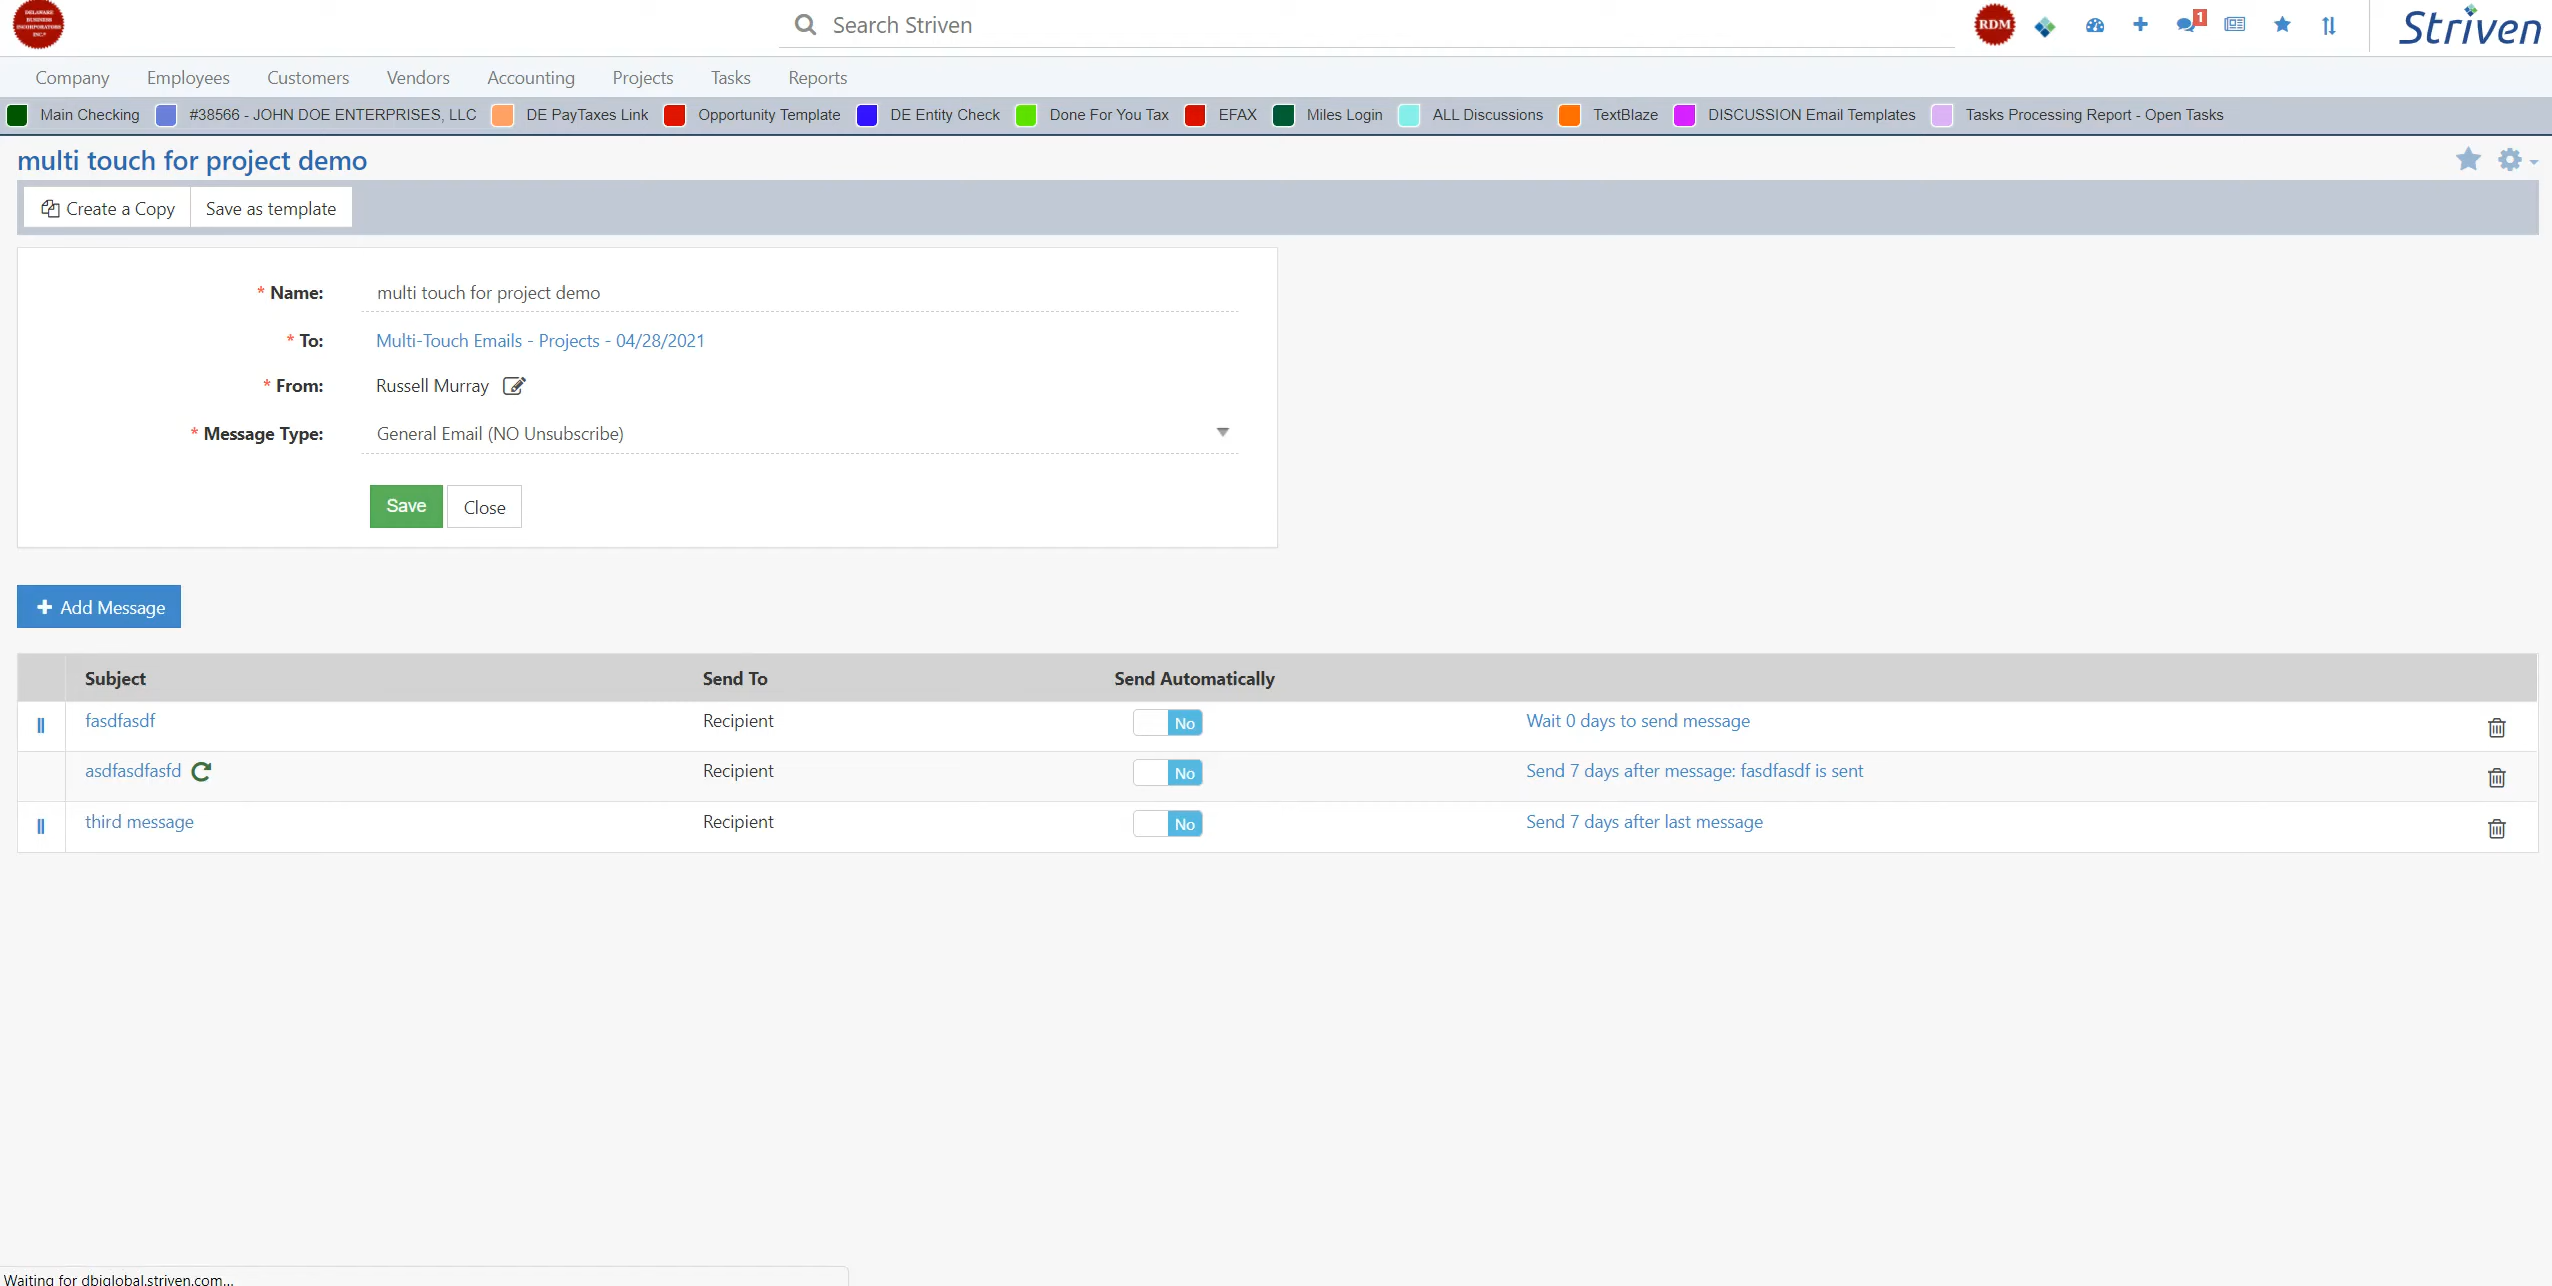 DELAWARE
BUSINESS
INCORPORATORS
INC.®
Search Striven
RDM
1
Striven
Company Employees Customers Vendors Accounting Projects Tasks Reports
Main Checking #38566 - JOHN DOE ENTERPRISES, LLC DE PayTaxes Link Opportunity Template DE Entity Check Done For You Tax EFAX Miles Login ALL Discussions TextBlaze DISCUSSION Email Templates Tasks Processing Report - Open Tasks
multi touch for project demo
Create a Copy Save as template
* Name: multi touch for project demo
* To: Multi-Touch Emails - Projects - 04/28/2021
* From: Russell Murray
* Message Type: General Email (NO Unsubscribe)
Save Close
Add Message
Subject Send To Send Automatically
fasdfasdf Recipient No Wait 0 days to send message
asdfasdfasfd Recipient No Send 7 days after message: fasdfasdf is sent
third message Recipient No Send 7 days after last message
Waiting for dbiglobal.striven.com...